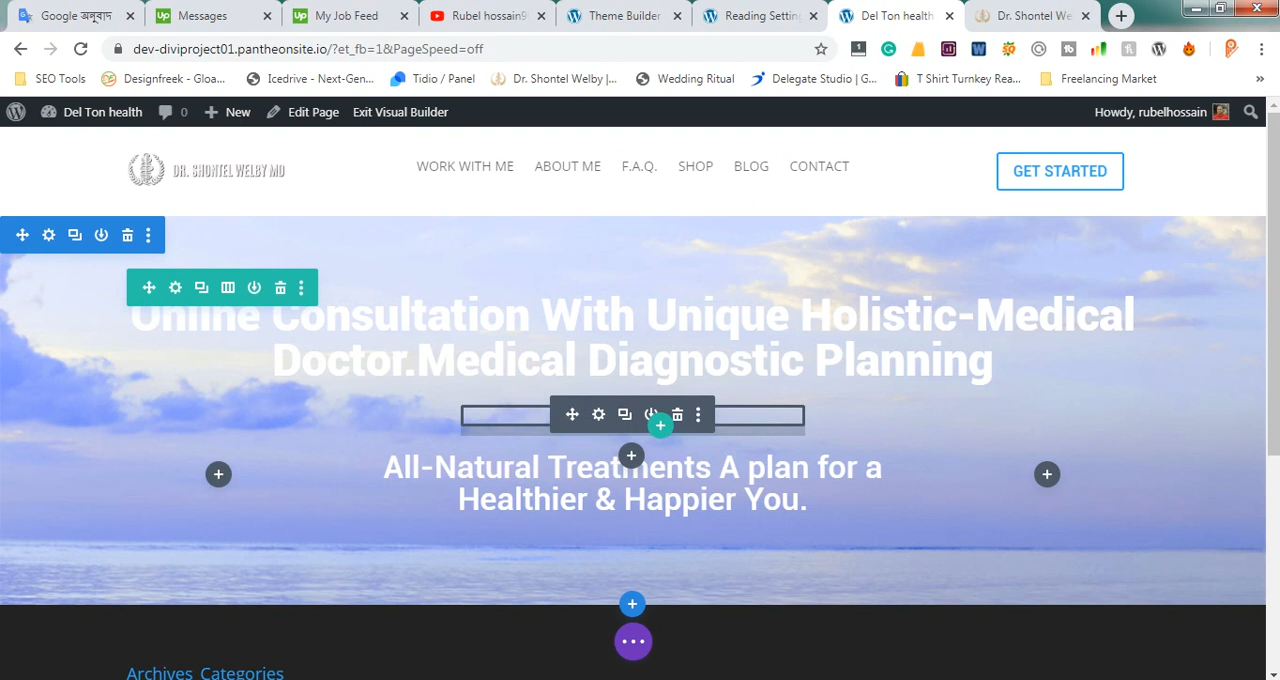 Google অনুবাদ
Messages
My Job Feed
Rubel hossain9
Theme Builder
Reading Settin
Del Ton health
Dr. Shontel We
dev-diviproject01.pantheonsite.io/?et_fb=1&PageSpeed=off
SEO Tools
Designfreek - Gloa...
Icedrive - Next-Gen...
Tidio / Panel
Dr. Shontel Welby |...
Wedding Ritual
Delegate Studio | G...
T Shirt Turnkey Rea...
Freelancing Market
»
Del Ton health
0
New
Edit Page
Exit Visual Builder
Howdy, rubelhossain
DR. SHONTEL WELBY MD
WORK WITH ME
ABOUT ME
F.A.Q.
SHOP
BLOG
CONTACT
GET STARTED
Online Consultation With Unique Holistic-Medical
Doctor.Medical Diagnostic Planning
All-Natural Treatments A plan for a
Healthier & Happier You.
Archives Categories